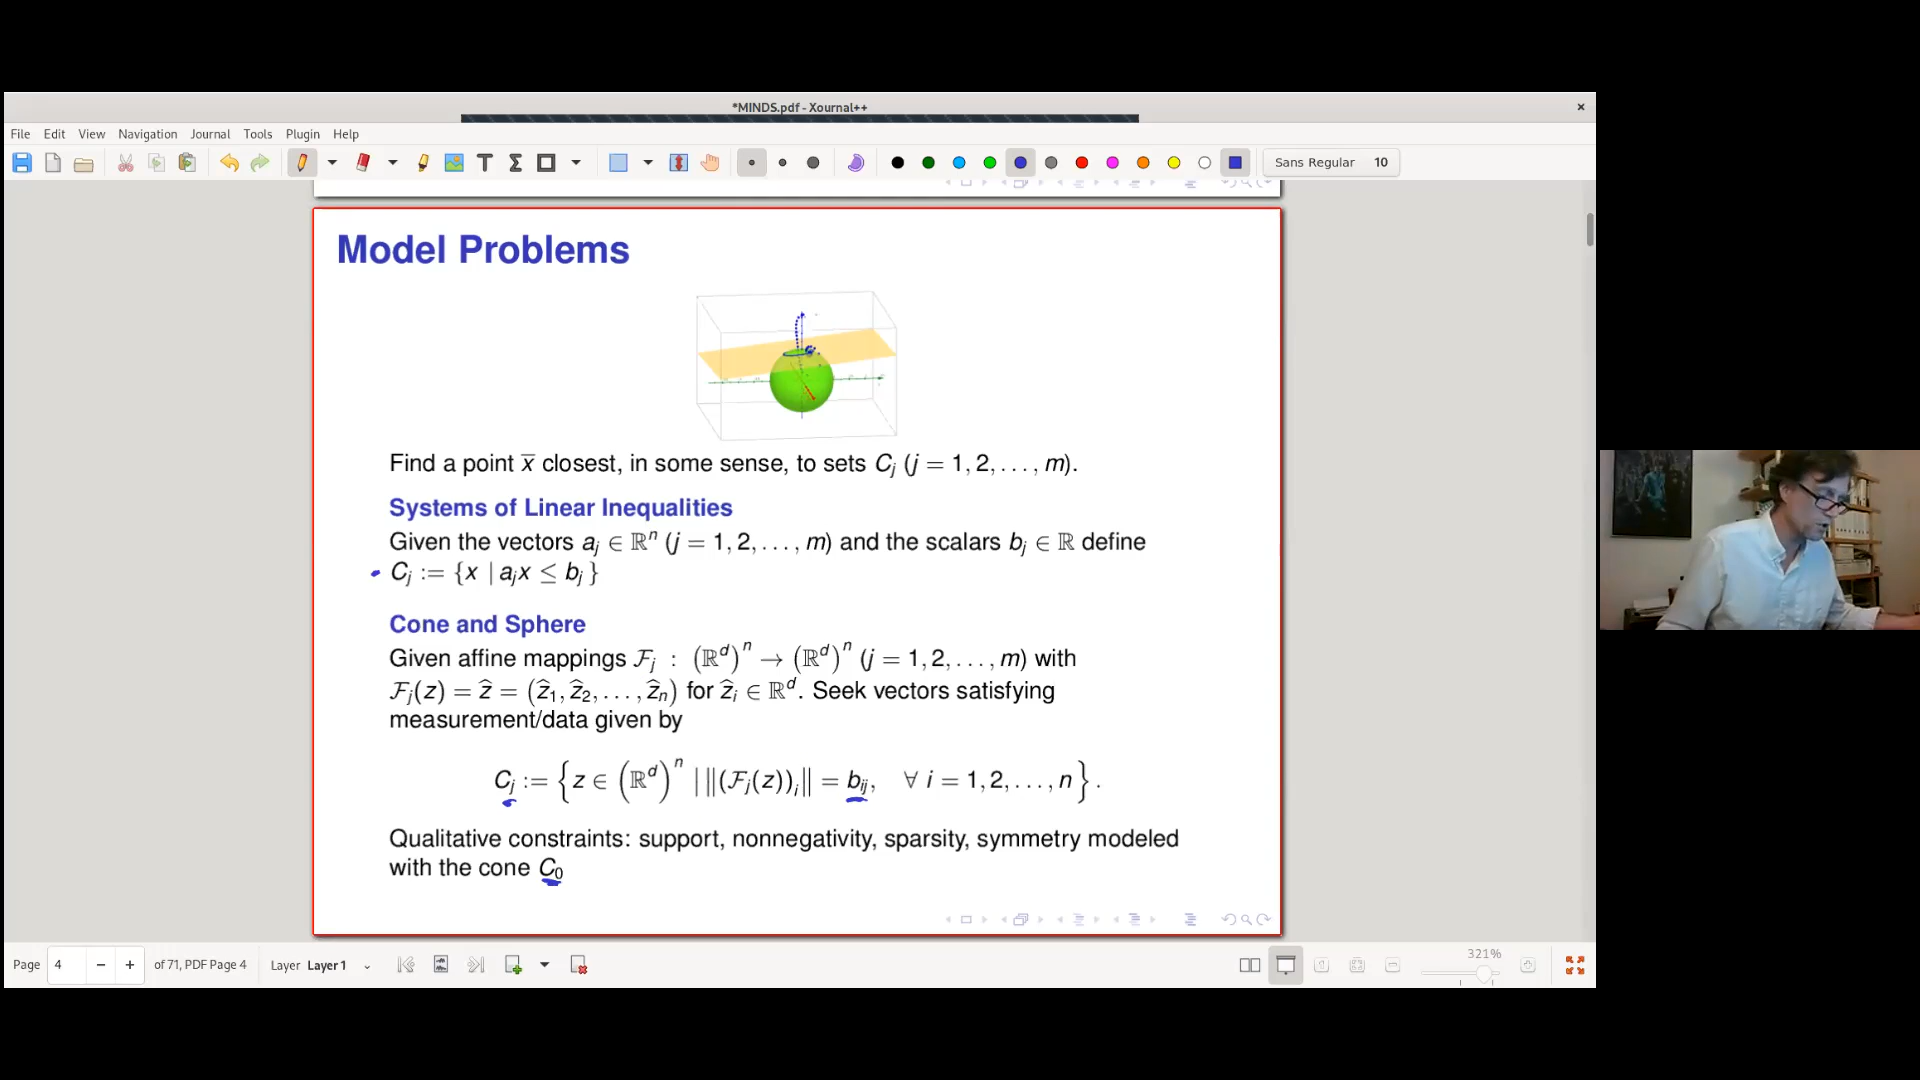 *MINDS.pdf - Xournal++
×
File Edit View Navigation Journal Tools Plugin Help
Sans Regular 10
Model Problems
Find a point x̅ closest, in some sense, to sets C_j (j = 1, 2, . . . , m).
Systems of Linear Inequalities
Given the vectors a_j ∈ ℝ^n (j = 1, 2, . . . , m) and the scalars b_j ∈ ℝ define
C_j := {x | a_j x ≤ b_j }
Cone and Sphere
Given affine mappings ℱ_j : (ℝ^d)^n → (ℝ^d)^n (j = 1, 2, . . . , m) with
ℱ_j(z) = ẑ = (ẑ_1, ẑ_2, . . . , ẑ_n) for ẑ_i ∈ ℝ^d. Seek vectors satisfying
measurement/data given by
C_j := {z ∈ (ℝ^d)^n | ‖(ℱ_j(z))_i‖ = b_ij, ∀ i = 1, 2, . . . , n} .
Qualitative constraints: support, nonnegativity, sparsity, symmetry modeled
with the cone C_0
Page 4 − + of 71, PDF Page 4 Layer Layer 1 321%